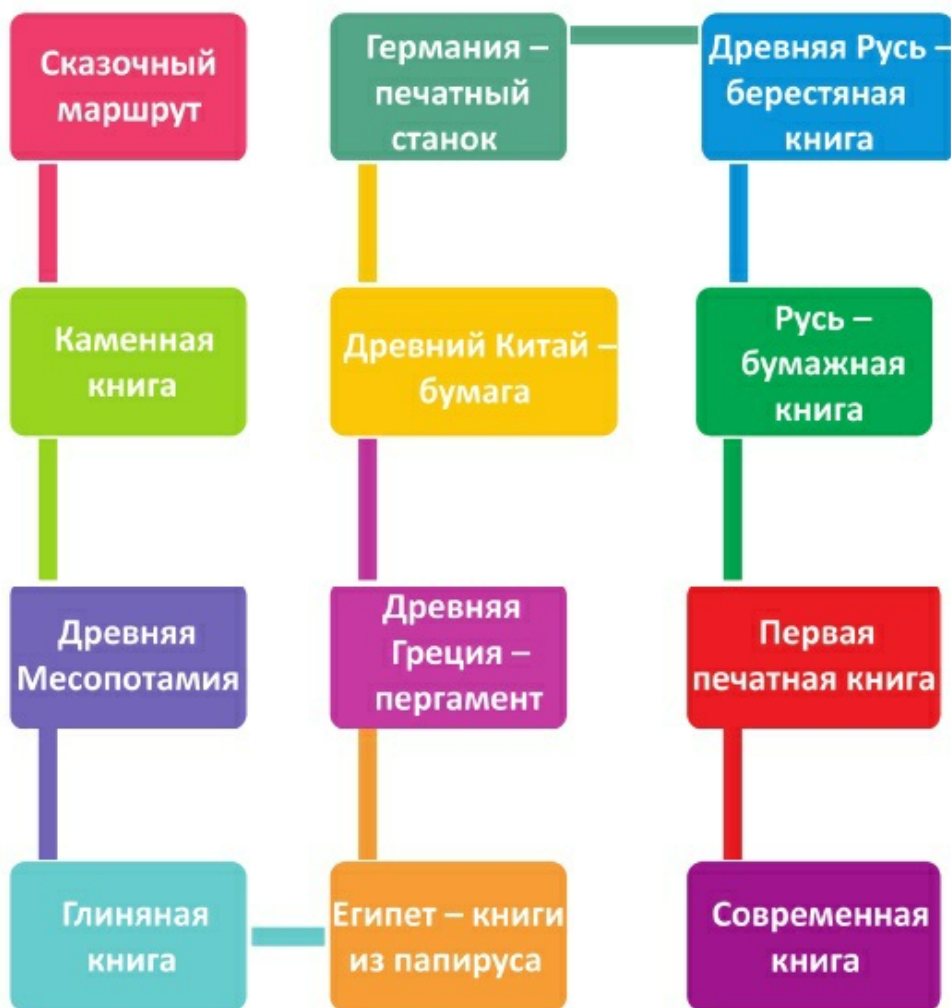 Сказочный
маршрут
Каменная
книга
Древняя
Месопотамия
Глиняная
книга
Египет – книги
из папируса
Древняя
Греция –
пергамент
Древний Китай –
бумага
Германия –
печатный
станок
Древняя Русь –
берестяная
книга
Русь –
бумажная
книга
Первая
печатная книга
Современная
книга